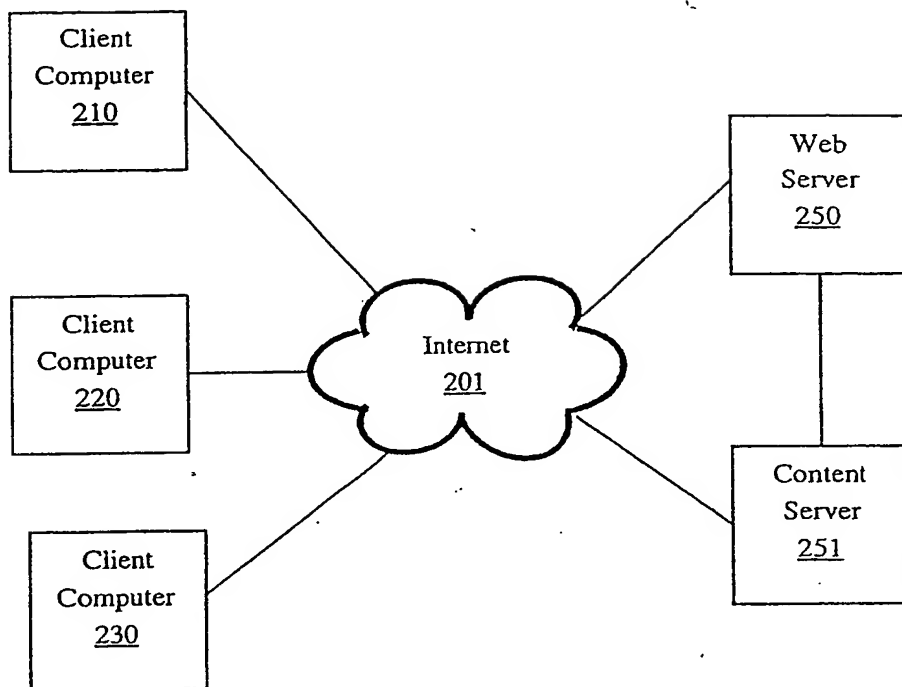 Client
Computer
210
Web
Server
250
Client
Computer
220
Internet
201
Content
Server
251
Client
Computer
230